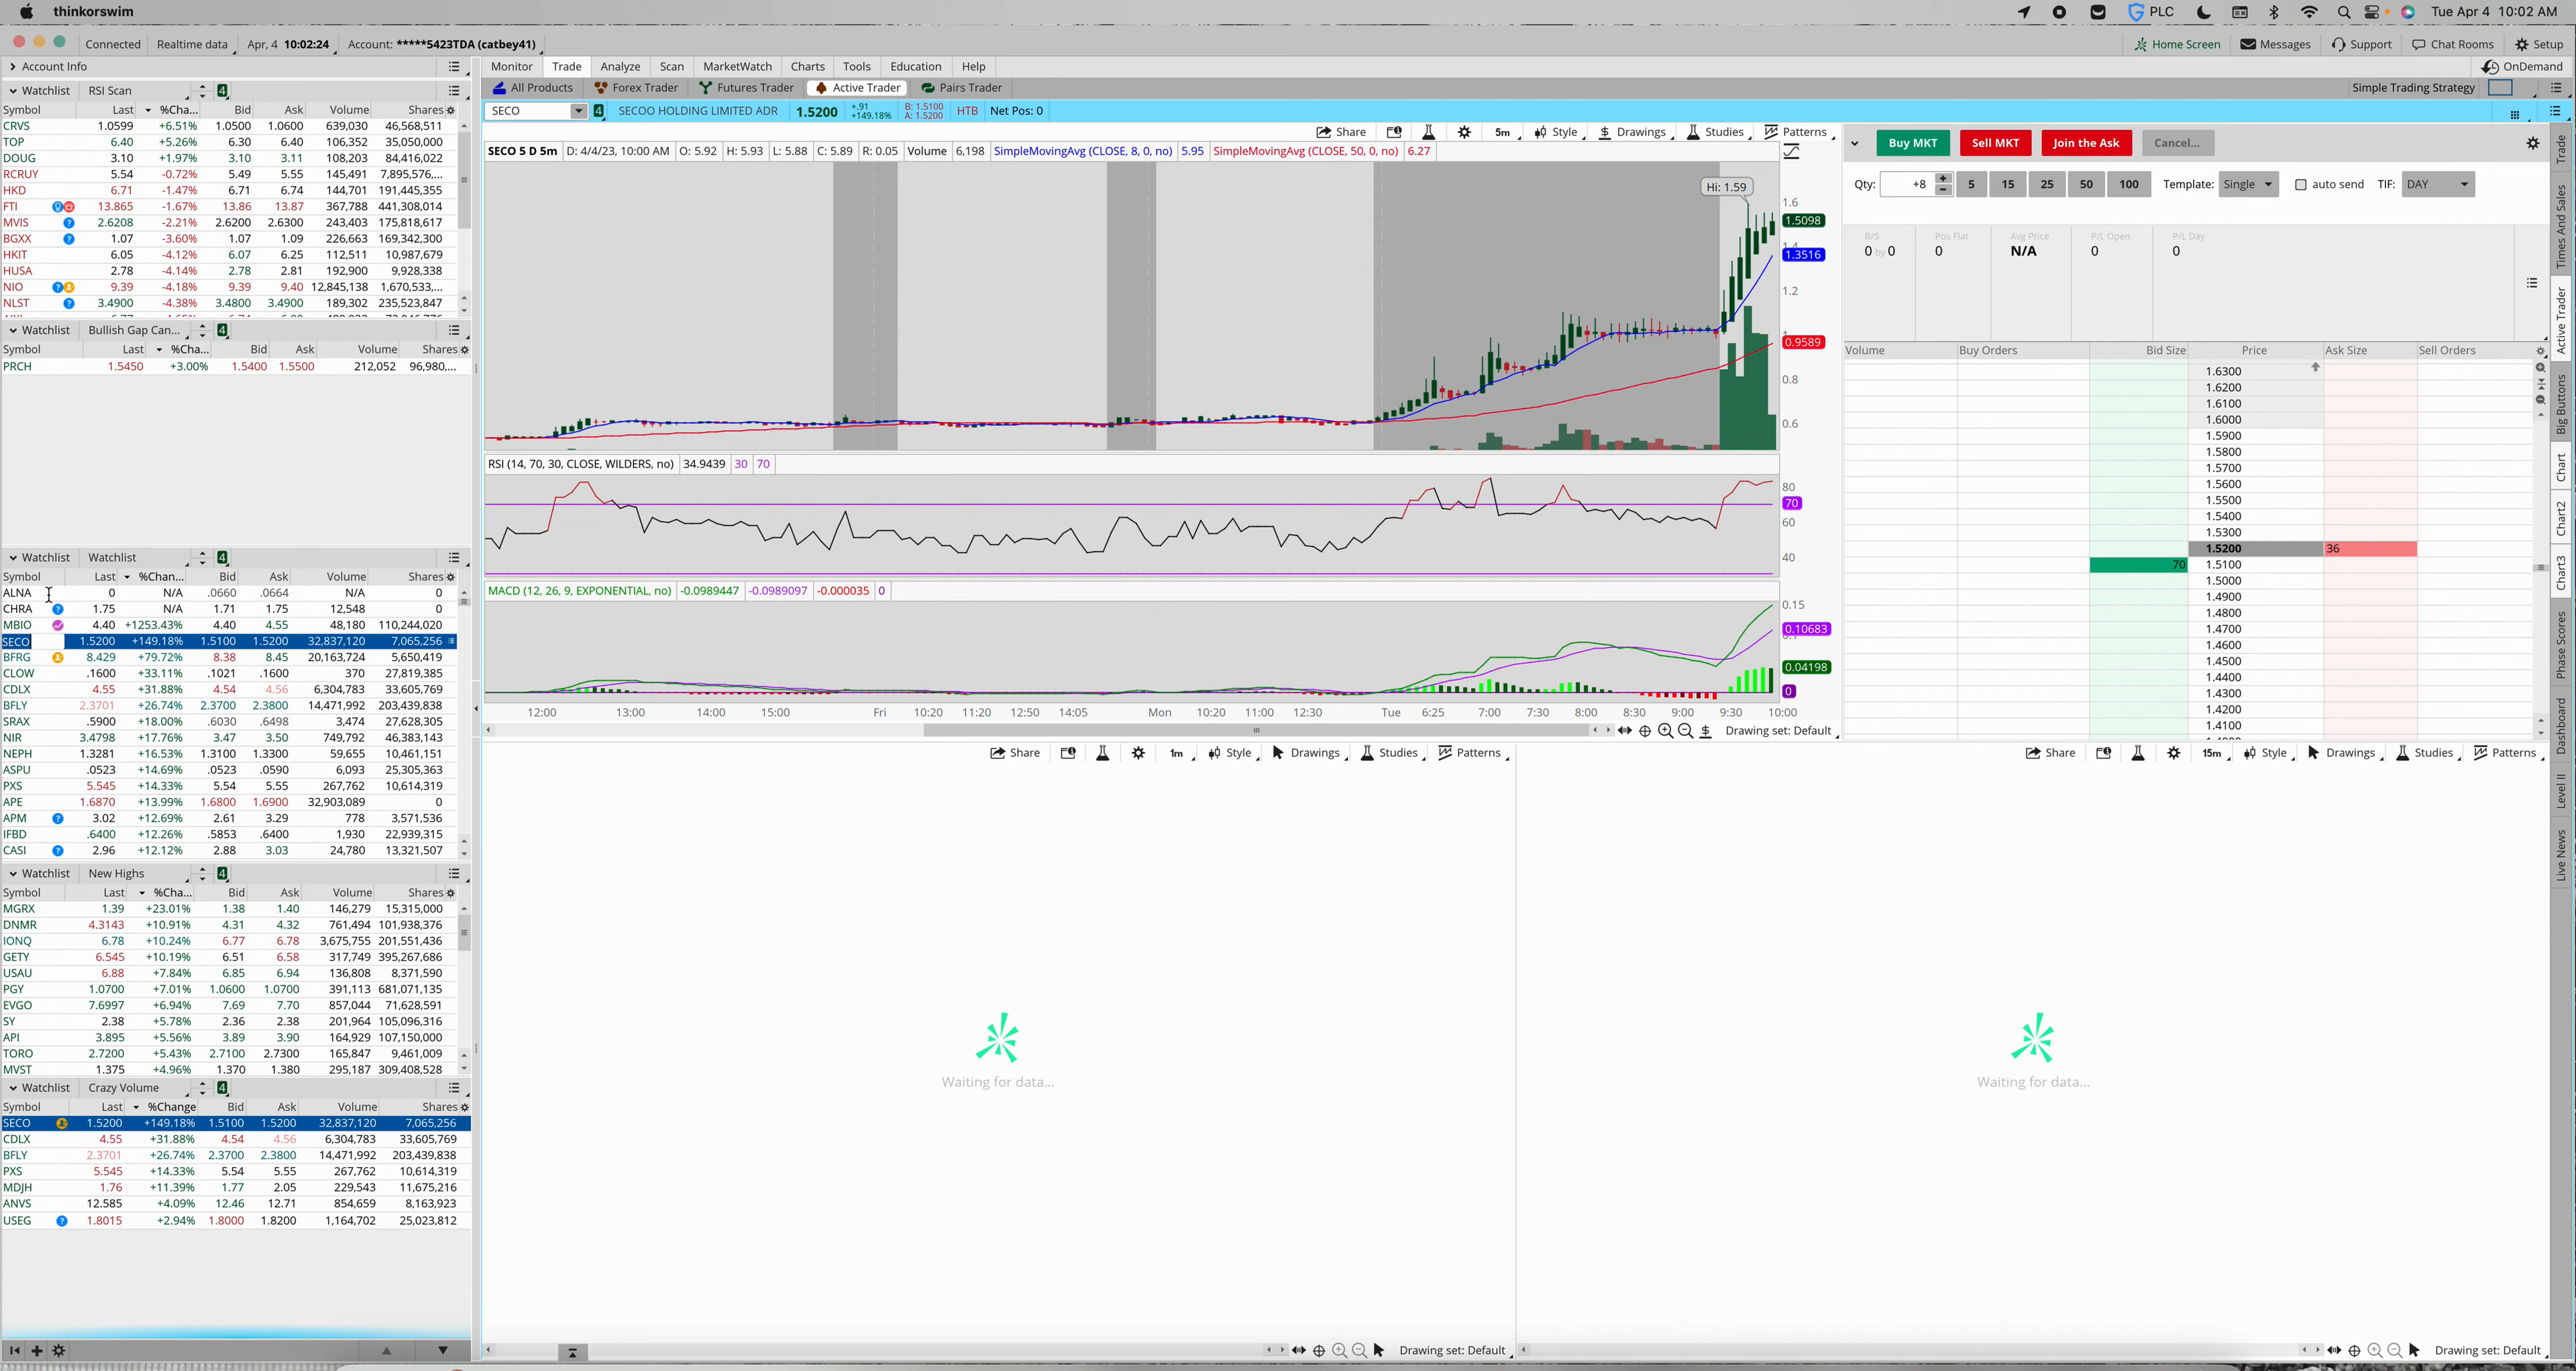 thinkorswim PLC Tue Apr 4 10:02 AM
Connected Realtime data Apr, 4 10:02:24 Account: *****5423TDA (catbey41) Home Screen Messages Support Chat Rooms Setup
Account Info
Monitor Trade Analyze Scan MarketWatch Charts Tools Education Help OnDemand
All Products Forex Trader Futures Trader Active Trader Pairs Trader Simple Trading Strategy
SECO 4 SECOO HOLDING LIMITED ADR 1.5200 +.91 +149.18% B: 1.5100 A: 1.5200 HTB Net Pos: 0
Watchlist RSI Scan 4
Symbol Last %Cha... Bid Ask Volume Shares
CRVS 1.0599 +6.51% 1.0500 1.0600 639,030 46,568,511
TOP 6.40 +5.26% 6.30 6.40 106,352 35,050,000
DOUG 3.10 +1.97% 3.10 3.11 108,203 84,416,022
RCRUY 5.54 -0.72% 5.49 5.55 145,491 7,895,576,...
HKD 6.71 -1.47% 6.71 6.74 144,701 191,445,355
FTI 13.865 -1.67% 13.86 13.87 367,788 441,308,014
MVIS 2.6208 -2.21% 2.6200 2.6300 243,403 175,818,617
BGXX 1.07 -3.60% 1.07 1.09 226,663 169,342,300
HKIT 6.05 -4.12% 6.07 6.25 112,511 10,987,679
HUSA 2.78 -4.14% 2.78 2.81 192,900 9,928,338
NIO 9.39 -4.18% 9.39 9.40 12,845,138 1,670,533,...
NLST 3.4900 -4.38% 3.4800 3.4900 189,302 235,523,847
Watchlist Bullish Gap Can... 4
Symbol Last %Cha... Bid Ask Volume Shares
PRCH 1.5450 +3.00% 1.5400 1.5500 212,052 96,980,...
Watchlist Watchlist 4
Symbol Last %Chan... Bid Ask Volume Shares
ALNA 0 N/A .0660 .0664 N/A 0
CHRA 1.75 N/A 1.71 1.75 12,548 0
MBIO 4.40 +1253.43% 4.40 4.55 48,180 110,244,020
SECO 1.5200 +149.18% 1.5100 1.5200 32,837,120 7,065,256
BFRG 8.429 +79.72% 8.38 8.45 20,163,724 5,650,419
CLOW .1600 +33.11% .1021 .1600 370 27,819,385
CDLX 4.55 +31.88% 4.54 4.56 6,304,783 33,605,769
BFLY 2.3701 +26.74% 2.3700 2.3800 14,471,992 203,439,838
SRAX .5900 +18.00% .6030 .6498 3,474 27,628,305
NIR 3.4798 +17.76% 3.47 3.50 749,792 46,383,143
NEPH 1.3281 +16.53% 1.3100 1.3300 59,655 10,461,151
ASPU .0523 +14.69% .0523 .0590 6,093 25,305,363
PXS 5.545 +14.33% 5.54 5.55 267,762 10,614,319
APE 1.6870 +13.99% 1.6800 1.6900 32,903,089 0
APM 3.02 +12.69% 2.61 3.29 778 3,571,536
IFBD .6400 +12.26% .5853 .6400 1,930 22,939,315
CASI 2.96 +12.12% 2.88 3.03 24,780 13,321,507
Watchlist New Highs 4
Symbol Last %Cha... Bid Ask Volume Shares
MGRX 1.39 +23.01% 1.38 1.40 146,279 15,315,000
DNMR 4.3143 +10.91% 4.31 4.32 761,494 101,938,376
IONQ 6.78 +10.24% 6.77 6.78 3,675,755 201,551,436
GETY 6.545 +10.19% 6.51 6.58 317,749 395,267,686
USAU 6.88 +7.84% 6.85 6.94 136,808 8,371,590
PGY 1.0700 +7.01% 1.0600 1.0700 391,113 681,071,135
EVGO 7.6997 +6.94% 7.69 7.70 857,044 71,628,591
SY 2.38 +5.78% 2.36 2.38 201,964 105,096,316
API 3.895 +5.56% 3.89 3.90 164,929 107,150,000
TORO 2.7200 +5.43% 2.7100 2.7300 165,847 9,461,009
MVST 1.375 +4.96% 1.370 1.380 295,187 309,408,528
Watchlist Crazy Volume 4
Symbol Last %Change Bid Ask Volume Shares
SECO 1.5200 +149.18% 1.5100 1.5200 32,837,120 7,065,256
CDLX 4.55 +31.88% 4.54 4.56 6,304,783 33,605,769
BFLY 2.3701 +26.74% 2.3700 2.3800 14,471,992 203,439,838
PXS 5.545 +14.33% 5.54 5.55 267,762 10,614,319
MDJH 1.76 +11.39% 1.77 2.05 229,543 11,675,216
ANVS 12.585 +4.09% 12.46 12.71 854,659 8,163,923
USEG 1.8015 +2.94% 1.8000 1.8200 1,164,702 25,023,812
Share 5m Style Drawings Studies Patterns
SECO 5 D 5m D: 4/4/23, 10:00 AM O: 5.92 H: 5.93 L: 5.88 C: 5.89 R: 0.05 Volume 6,198 SimpleMovingAvg (CLOSE, 8, 0, no) 5.95 SimpleMovingAvg (CLOSE, 50, 0, no) 6.27
Hi: 1.59
1.6
1.5098
1.4
1.3516
1.2
1
0.9589
0.8
0.6
RSI (14, 70, 30, CLOSE, WILDERS, no) 34.9439 30 70
80
70
60
40
MACD (12, 26, 9, EXPONENTIAL, no) -0.0989447 -0.0989097 -0.000035 0
0.15
0.10683
0.04198
0
12:00 13:00 14:00 15:00 Fri 10:20 11:20 12:50 14:05 Mon 10:20 11:00 12:30 Tue 6:25 7:00 7:30 8:00 8:30 9:00 9:30 10:00
Drawing set: Default
Buy MKT Sell MKT Join the Ask Cancel...
Qty: +8 5 15 25 50 100 Template: Single auto send TIF: DAY
B/S Pos Flat Avg Price P/L Open P/L Day
0 by 0 0 N/A 0 0
Volume Buy Orders Bid Size Price Ask Size Sell Orders
1.6300
1.6200
1.6100
1.6000
1.5900
1.5800
1.5700
1.5600
1.5500
1.5400
1.5300
1.5200 36
70 1.5100
1.5000
1.4900
1.4800
1.4700
1.4600
1.4500
1.4400
1.4300
1.4200
1.4100
Trade
Times And Sales
Active Trader
Big Buttons
Chart
Chart2
Chart3
Phase Scores
Dashboard
Level II
Live News
Share 1m Style Drawings Studies Patterns
Waiting for data...
Drawing set: Default
Share 15m Style Drawings Studies Patterns
Waiting for data...
Drawing set: Default